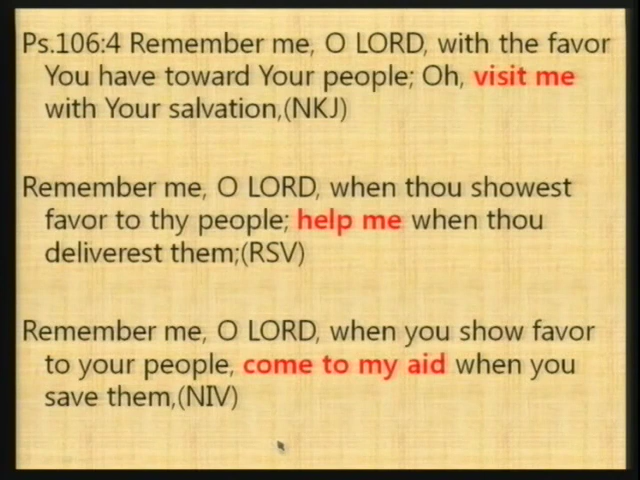 Ps.106:4 Remember me, O LORD, with the favor
You have toward Your people; Oh, visit me
with Your salvation,(NKJ)
Remember me, O LORD, when thou showest
favor to thy people; help me when thou
deliverest them;(RSV)
Remember me, O LORD, when you show favor
to your people, come to my aid when you
save them,(NIV)